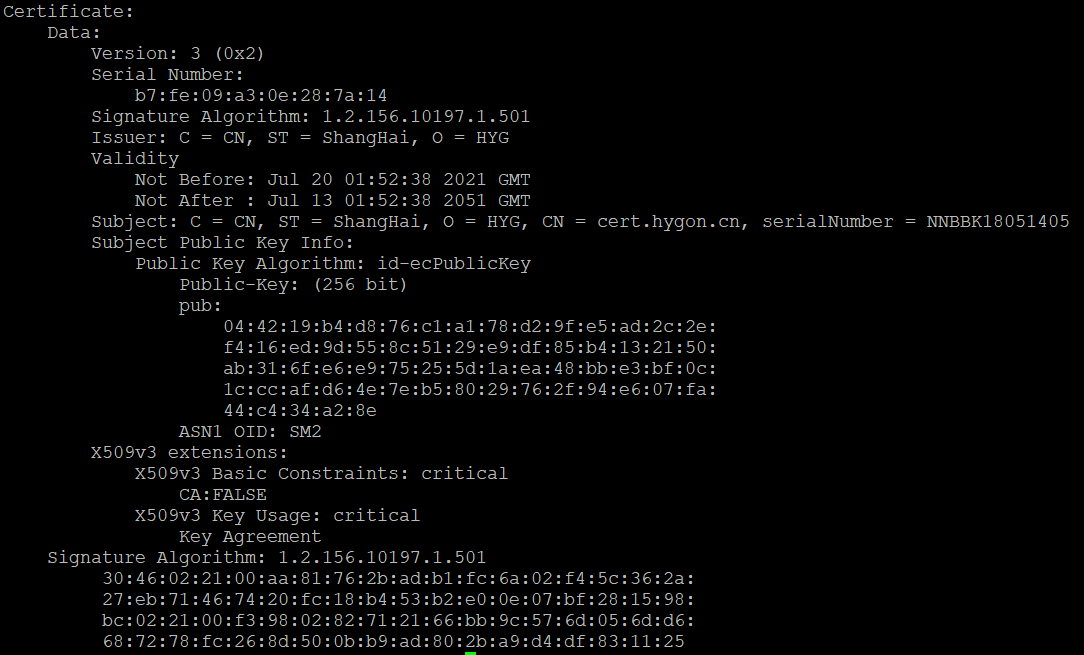 Certificate:
    Data:
        Version: 3 (0x2)
        Serial Number:
            b7:fe:09:a3:0e:28:7a:14
        Signature Algorithm: 1.2.156.10197.1.501
        Issuer: C = CN, ST = ShangHai, O = HYG
        Validity
            Not Before: Jul 20 01:52:38 2021 GMT
            Not After : Jul 13 01:52:38 2051 GMT
        Subject: C = CN, ST = ShangHai, O = HYG, CN = cert.hygon.cn, serialNumber = NNBBK18051405
        Subject Public Key Info:
            Public Key Algorithm: id-ecPublicKey
                Public-Key: (256 bit)
                pub:
                    04:42:19:b4:d8:76:c1:a1:78:d2:9f:e5:ad:2c:2e:
                    f4:16:ed:9d:55:8c:51:29:e9:df:85:b4:13:21:50:
                    ab:31:6f:e6:e9:75:25:5d:1a:ea:48:bb:e3:bf:0c:
                    1c:cc:af:d6:4e:7e:b5:80:29:76:2f:94:e6:07:fa:
                    44:c4:34:a2:8e
                ASN1 OID: SM2
        X509v3 extensions:
            X509v3 Basic Constraints: critical
                CA:FALSE
            X509v3 Key Usage: critical
                Key Agreement
    Signature Algorithm: 1.2.156.10197.1.501
         30:46:02:21:00:aa:81:76:2b:ad:b1:fc:6a:02:f4:5c:36:2a:
         27:eb:71:46:74:20:fc:18:b4:53:b2:e0:0e:07:bf:28:15:98:
         bc:02:21:00:f3:98:02:82:71:21:66:bb:9c:57:6d:05:6d:d6:
         68:72:78:fc:26:8d:50:0b:b9:ad:80:2b:a9:d4:df:83:11:25